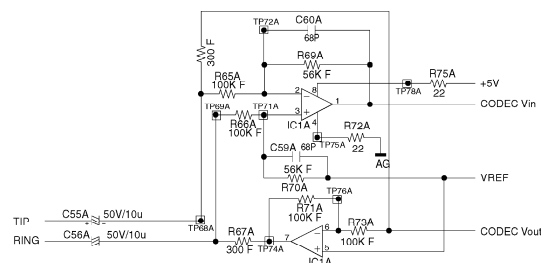 C60A
TP72A
68P
300 F
R69A
56K F
R65A
100K F
R75A
+5V
TP78A
22
2
8
TP69A
TP71A
1
CODEC Vin
3
R66A
100K F
IC1A
4
R72A
22
TP75A
C59A
68P
AG
56K F
R70A
VREF
TP76A
R71A
100K F
TIP
C55A
50V/10u
TP68A
R67A
300 F
7
6
R73A
100K F
CODEC Vout
RING
C56A
50V/10u
TP74A
5
IC1A